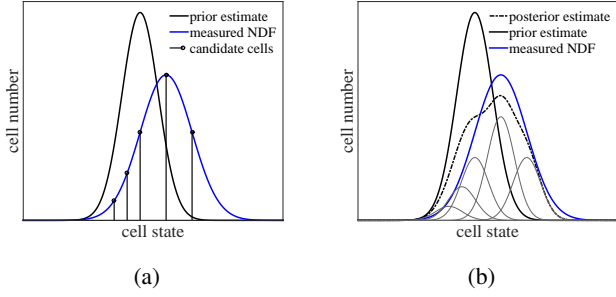 prior estimate
measured NDF
candidate cells
cell number
cell state
(a)
posterior estimate
prior estimate
measured NDF
cell number
cell state
(b)